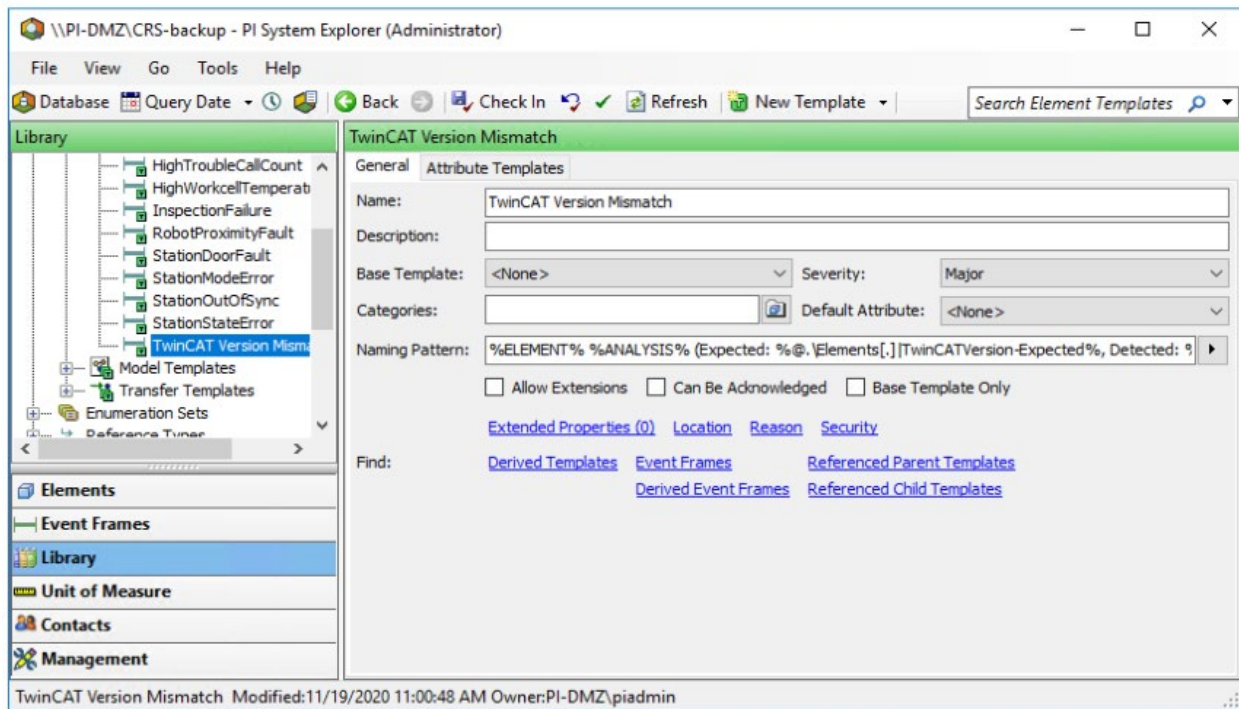 \\PI-DMZ\CRS-backup - PI System Explorer (Administrator)
File View Go Tools Help
Database Query Date Back Check In Refresh New Template Search Element Templates
Library
HighTroubleCallCount
HighWorkcellTemperat
InspectionFailure
RobotProximityFault
StationDoorFault
StationModeError
StationOutOfSync
StationStateError
TwinCAT Version Misma
Model Templates
Transfer Templates
Enumeration Sets
Reference Types
Elements
Event Frames
Library
Unit of Measure
Contacts
Management
TwinCAT Version Mismatch
General Attribute Templates
Name: TwinCAT Version Mismatch
Description:
Base Template: <None> Severity: Major
Categories: Default Attribute: <None>
Naming Pattern: %ELEMENT% %ANALYSIS% (Expected: %@.\Elements[.]|TwinCATVersion-Expected%, Detected: %
Allow Extensions Can Be Acknowledged Base Template Only
Extended Properties (0) Location Reason Security
Find: Derived Templates Event Frames Referenced Parent Templates
Derived Event Frames Referenced Child Templates
TwinCAT Version Mismatch Modified:11/19/2020 11:00:48 AM Owner:PI-DMZ\piadmin